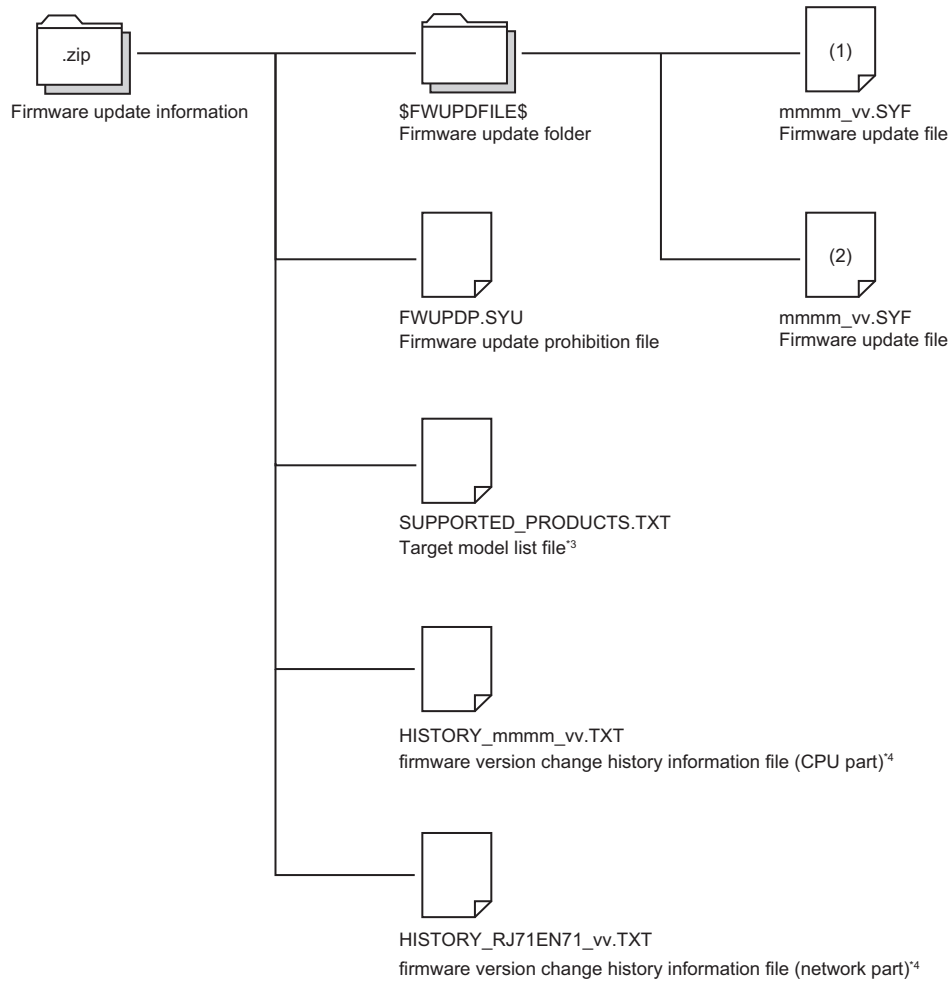 .zip
Firmware update information
$FWUPDFILE$
Firmware update folder
(1)
mmmm_vv.SYF
Firmware update file
FWUPDP.SYU
Firmware update prohibition file
(2)
mmmm_vv.SYF
Firmware update file
SUPPORTED_PRODUCTS.TXT
Target model list file*3
HISTORY_mmmm_vv.TXT
firmware version change history information file (CPU part)*4
HISTORY_RJ71EN71_vv.TXT
firmware version change history information file (network part)*4